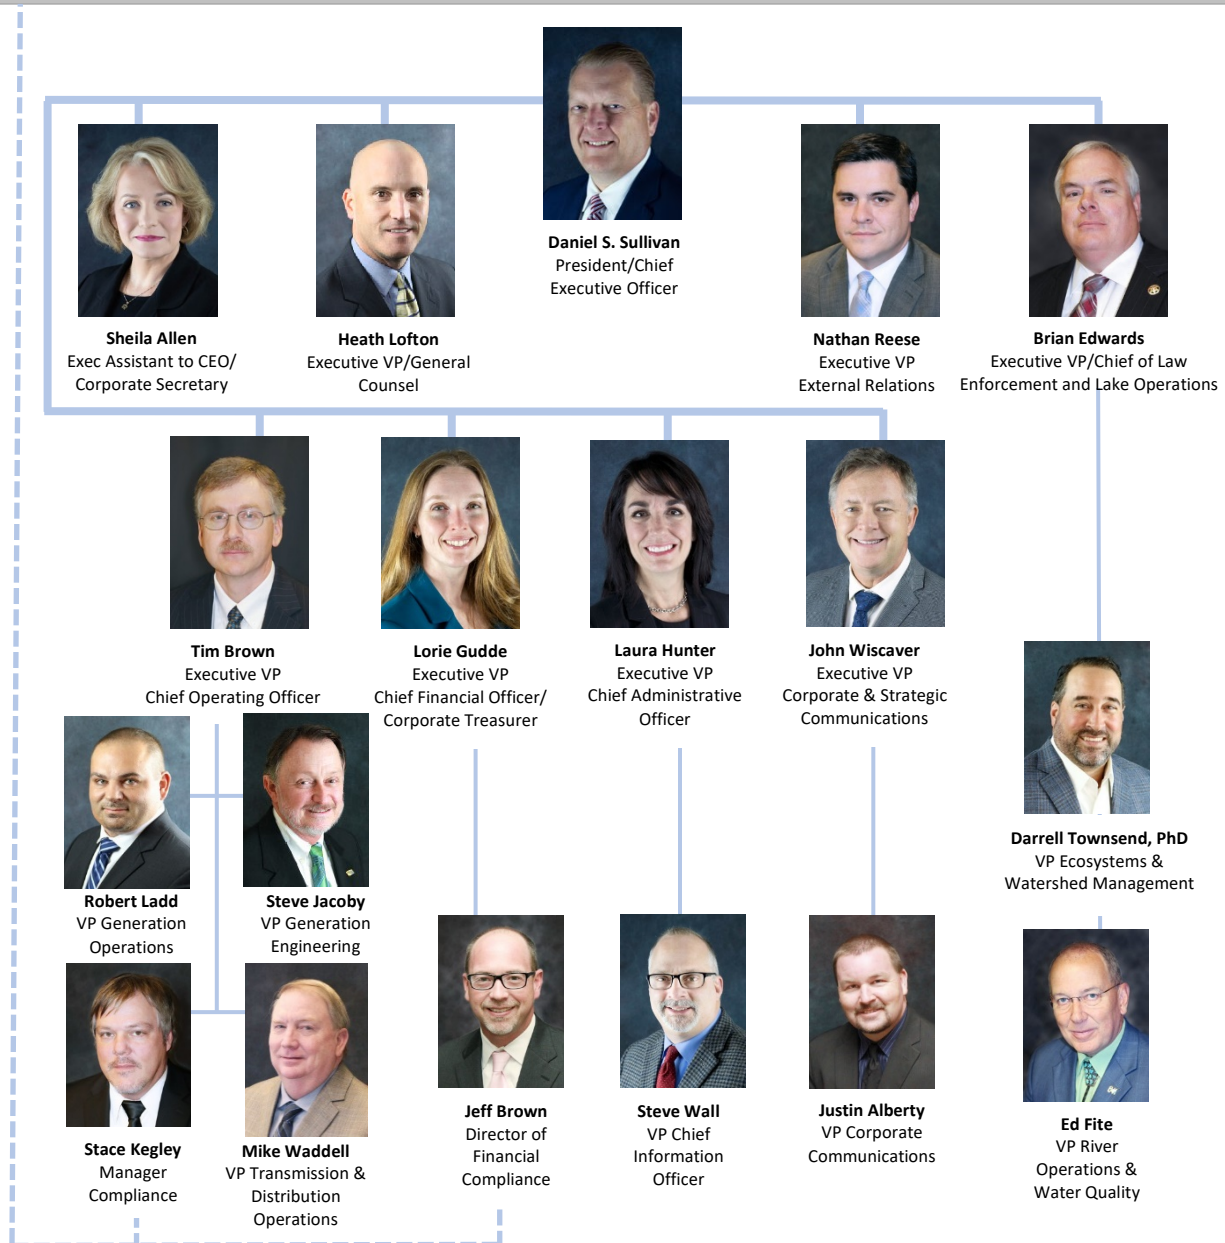 Daniel S. Sullivan
President/Chief
Executive Officer
Sheila Allen
Exec Assistant to CEO/
Corporate Secretary
Heath Lofton
Executive VP/General
Counsel
Nathan Reese
Executive VP
External Relations
Brian Edwards
Executive VP/Chief of Law
Enforcement and Lake Operations
Tim Brown
Executive VP
Chief Operating Officer
Lorie Gudde
Executive VP
Chief Financial Officer/
Corporate Treasurer
Laura Hunter
Executive VP
Chief Administrative
Officer
John Wiscaver
Executive VP
Corporate & Strategic
Communications
Darrell Townsend, PhD
VP Ecosystems &
Watershed Management
Robert Ladd
VP Generation
Operations
Steve Jacoby
VP Generation
Engineering
Stace Kegley
Manager
Compliance
Mike Waddell
VP Transmission &
Distribution
Operations
Jeff Brown
Director of
Financial
Compliance
Steve Wall
VP Chief
Information
Officer
Justin Alberty
VP Corporate
Communications
Ed Fite
VP River
Operations &
Water Quality